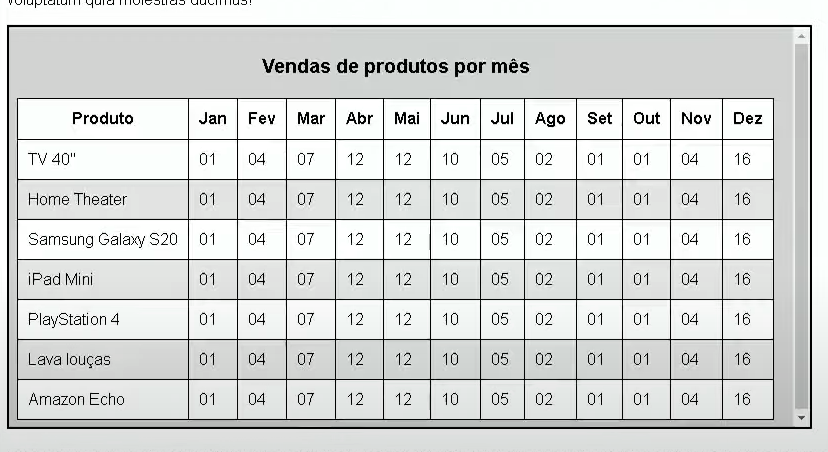 voluptatum quia molestias ducimus!
Vendas de produtos por mês
Produto Jan Fev Mar Abr Mai Jun Jul Ago Set Out Nov Dez
TV 40" 01 04 07 12 12 10 05 02 01 01 04 16
Home Theater 01 04 07 12 12 10 05 02 01 01 04 16
Samsung Galaxy S20 01 04 07 12 12 10 05 02 01 01 04 16
iPad Mini 01 04 07 12 12 10 05 02 01 01 04 16
PlayStation 4 01 04 07 12 12 10 05 02 01 01 04 16
Lava louças 01 04 07 12 12 10 05 02 01 01 04 16
Amazon Echo 01 04 07 12 12 10 05 02 01 01 04 16